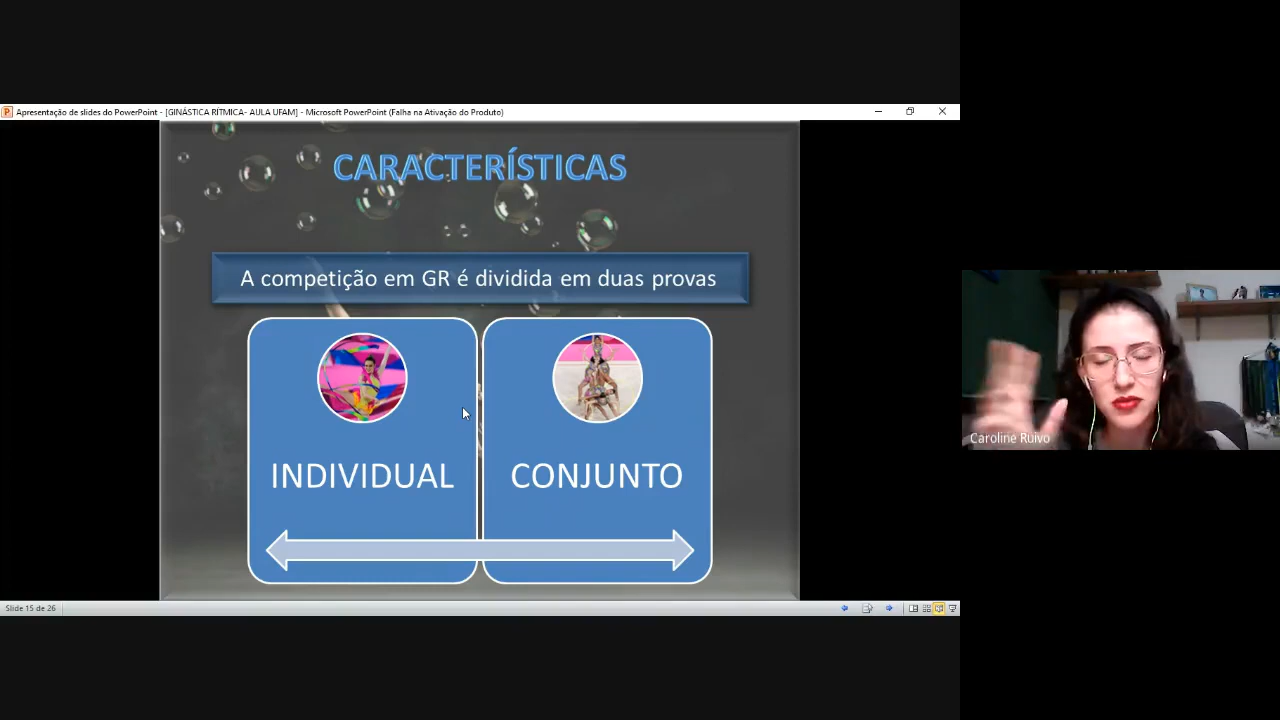 Apresentação de slides do PowerPoint - [GINÁSTICA RÍTMICA- AULA UFAM] - Microsoft PowerPoint (Falha na Ativação do Produto)
CARACTERÍSTICAS
A competição em GR é dividida em duas provas
INDIVIDUAL
CONJUNTO
Caroline Ruivo
Slide 15 de 26